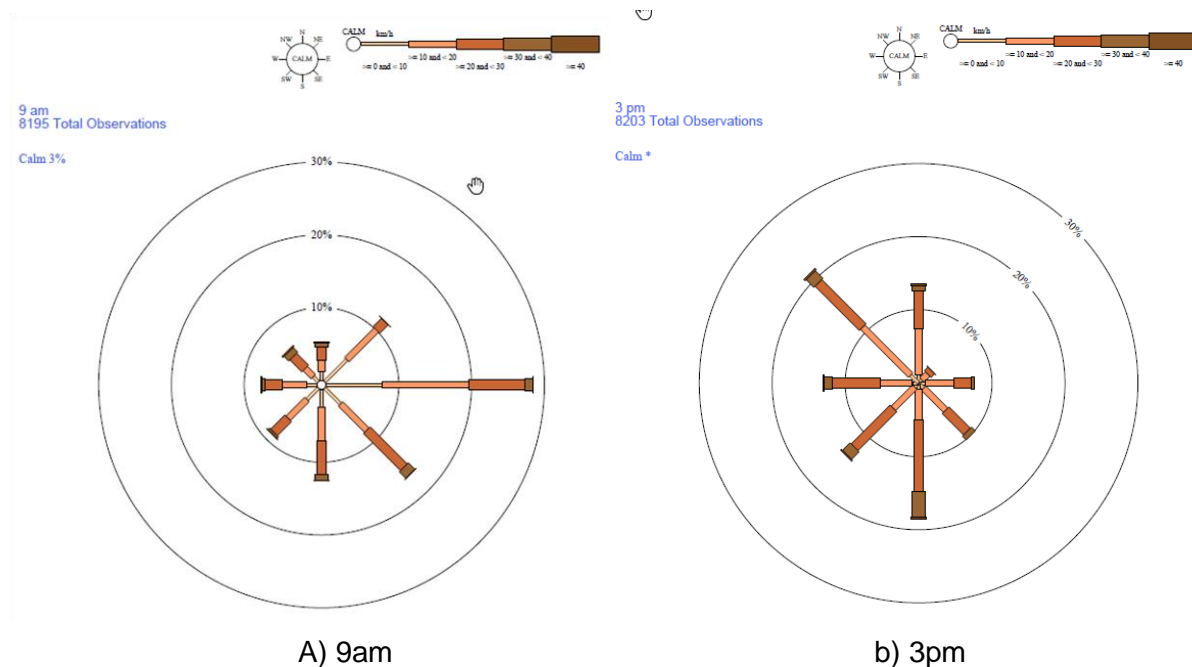 N
NW NE
W CALM E
SW SE
S
CALM km/h
>= 10 and < 20 >= 30 and < 40
>= 0 and < 10 >= 20 and < 30 >= 40
9 am
8195 Total Observations
Calm 3%
30%
20%
10%
A) 9am
N
NW NE
W CALM E
SW SE
S
CALM km/h
>= 10 and < 20 >= 30 and < 40
>= 0 and < 10 >= 20 and < 30 >= 40
3 pm
8203 Total Observations
Calm *
30%
20%
10%
b) 3pm